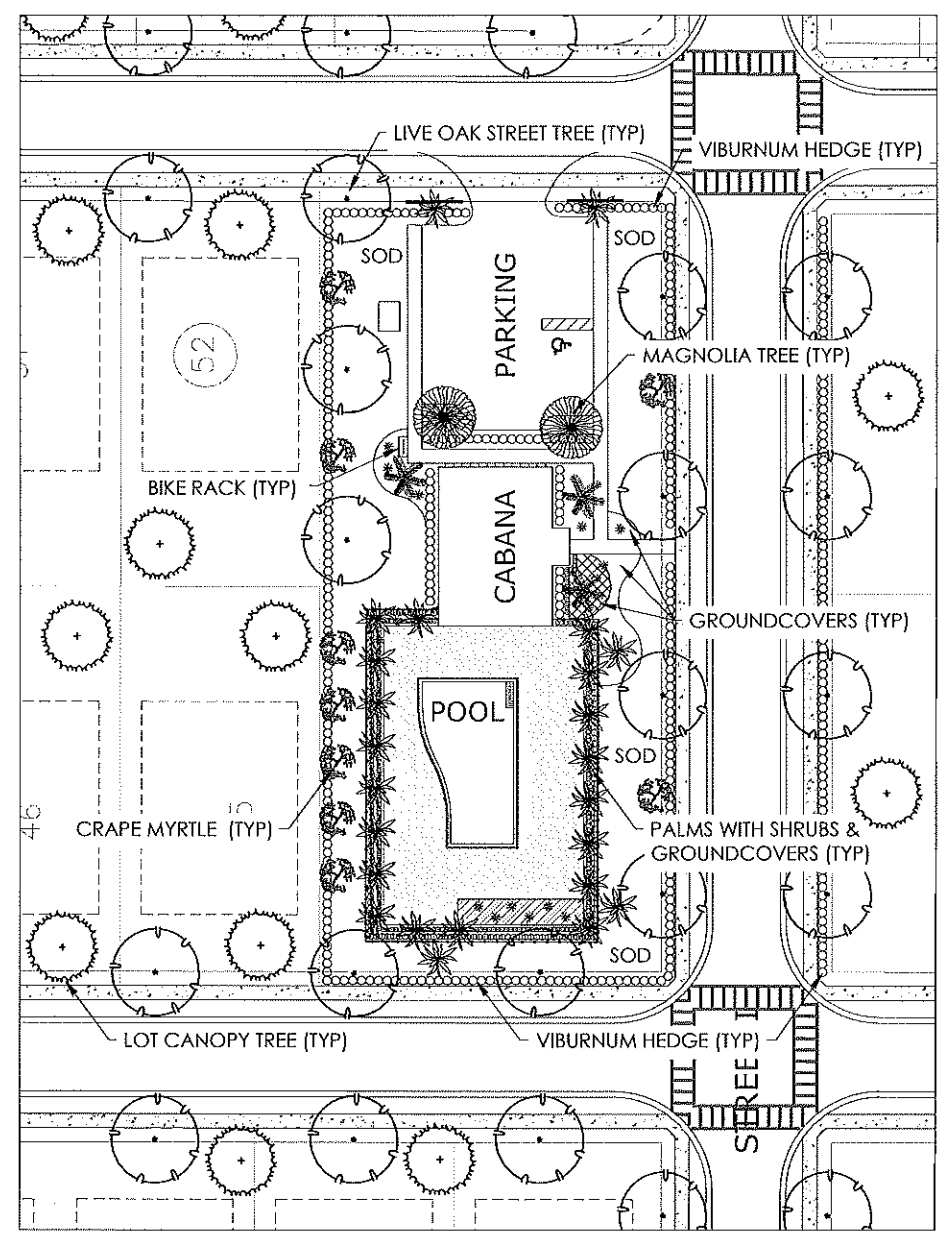 LIVE OAK STREET TREE (TYP)
VIBURNUM HEDGE (TYP)
SOD
SOD
PARKING
52
MAGNOLIA TREE (TYP)
BIKE RACK (TYP)
CABANA
GROUNDCOVERS (TYP)
POOL
SOD
46
CRAPE MYRTLE (TYP)
PALMS WITH SHRUBS &
GROUNDCOVERS (TYP)
SOD
LOT CANOPY TREE (TYP)
VIBURNUM HEDGE (TYP)